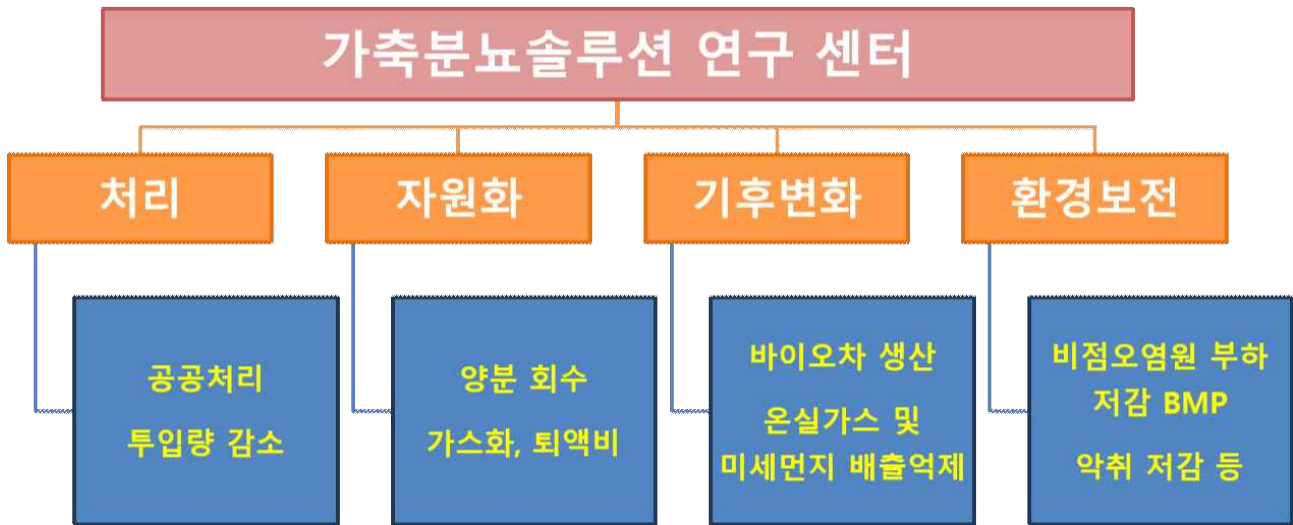 가축분뇨솔루션 연구 센터
처리
자원화
기후변화
환경보전
공공처리
투입량 감소
양분 회수
가스화, 퇴액비
바이오차 생산
온실가스 및
미세먼지 배출억제
비점오염원 부하
저감 BMP
악취 저감 등